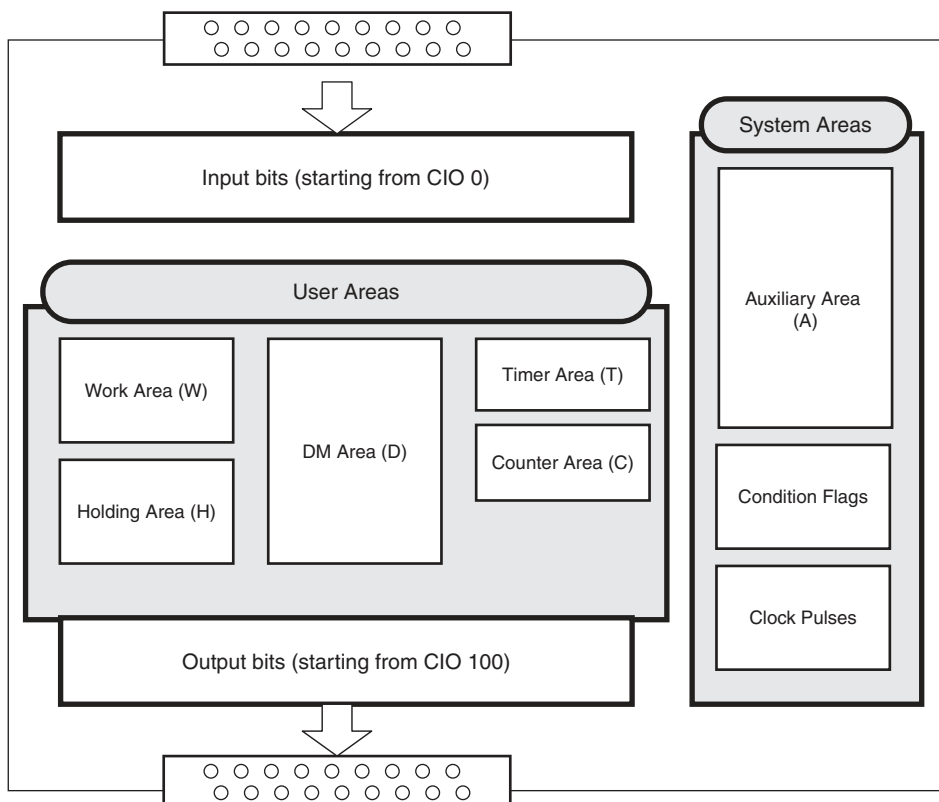 Input bits (starting from CIO 0)
User Areas
Work Area (W)
Holding Area (H)
DM Area (D)
Timer Area (T)
Counter Area (C)
Output bits (starting from CIO 100)
System Areas
Auxiliary Area
(A)
Condition Flags
Clock Pulses